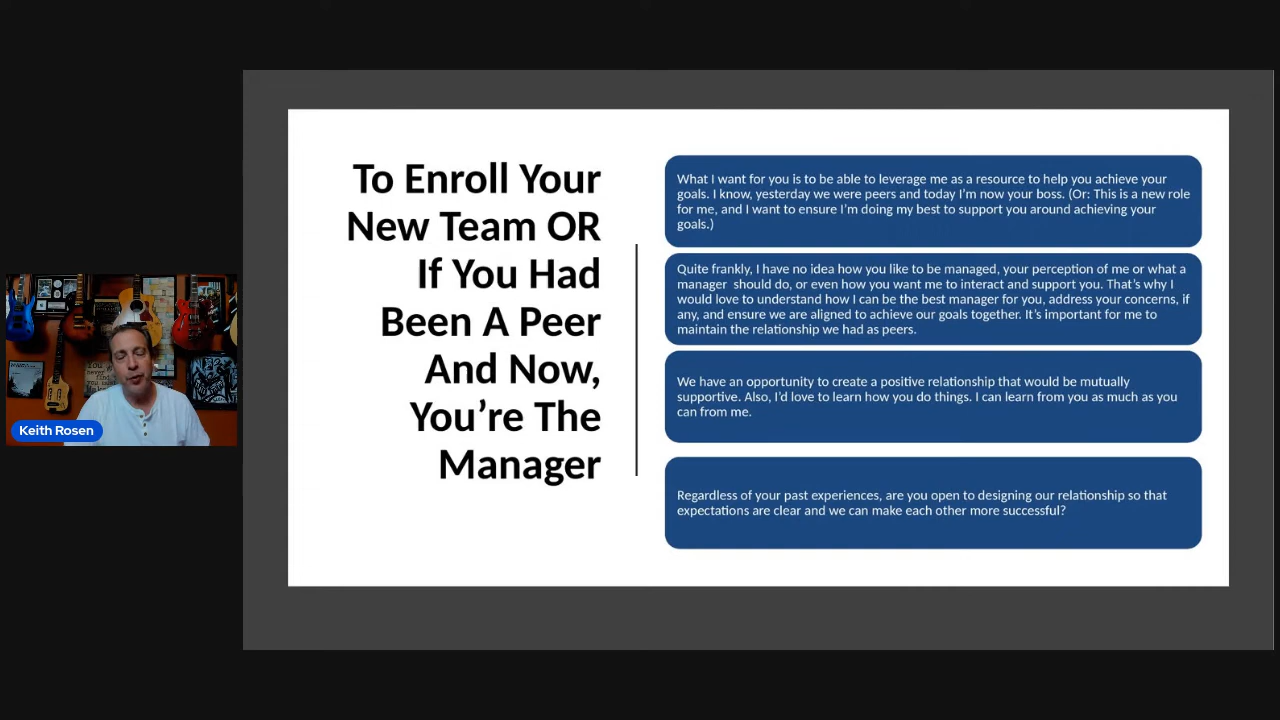 To Enroll Your
New Team OR
If You Had
Been A Peer
And Now,
You’re The
Manager
What I want for you is to be able to leverage me as a resource to help you achieve your
goals. I know, yesterday we were peers and today I’m now your boss. (Or: This is a new role
for me, and I want to ensure I’m doing my best to support you around achieving your
goals.)
Quite frankly, I have no idea how you like to be managed, your perception of me or what a
manager  should do, or even how you want me to interact and support you. That’s why I
would love to understand how I can be the best manager for you, address your concerns, if
any, and ensure we are aligned to achieve our goals together. It’s important for me to
maintain the relationship we had as peers.
We have an opportunity to create a positive relationship that would be mutually
supportive. Also, I’d love to learn how you do things. I can learn from you as much as you
can from me.
Regardless of your past experiences, are you open to designing our relationship so that
expectations are clear and we can make each other more successful?
Keith Rosen